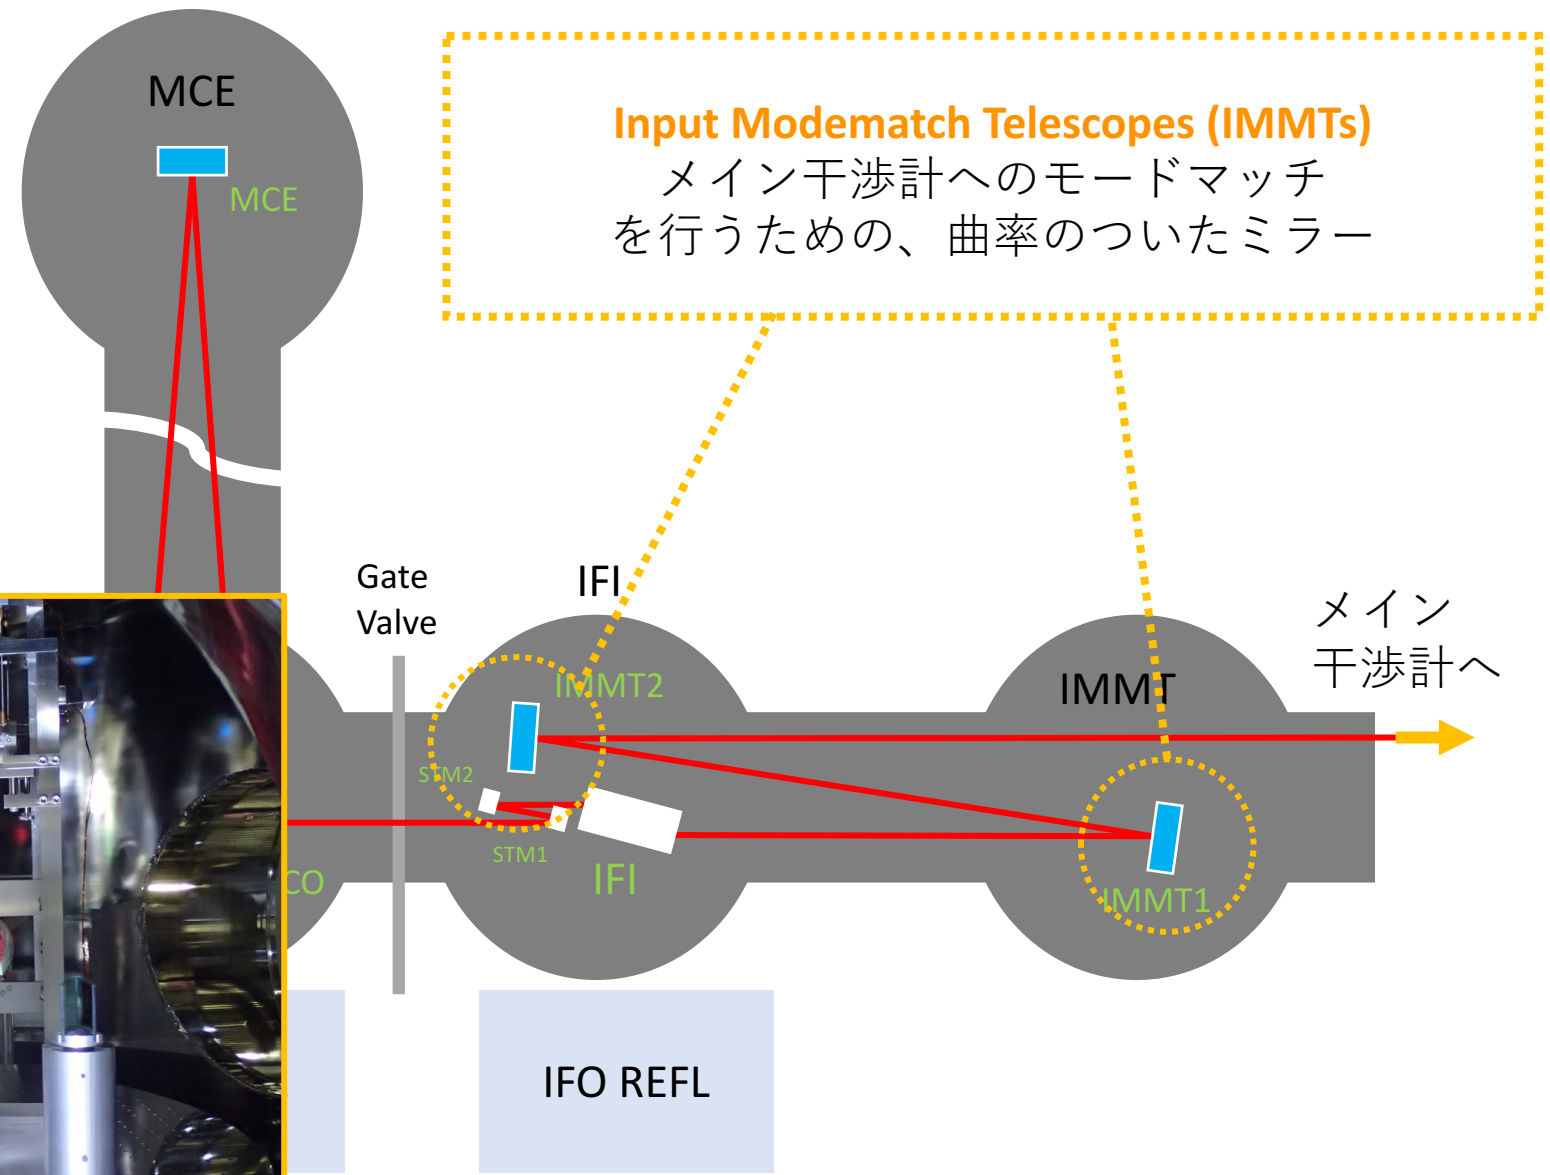 MCE
MCE
Input Modematch Telescopes (IMMTs)
メイン干渉計へのモードマッチ
を行うための、曲率のついたミラー
Gate
Valve
IFI
メイン
干渉計へ
IMMT2
IMMT
STM2
STM1
IFI
CO
IMMT1
IFO REFL